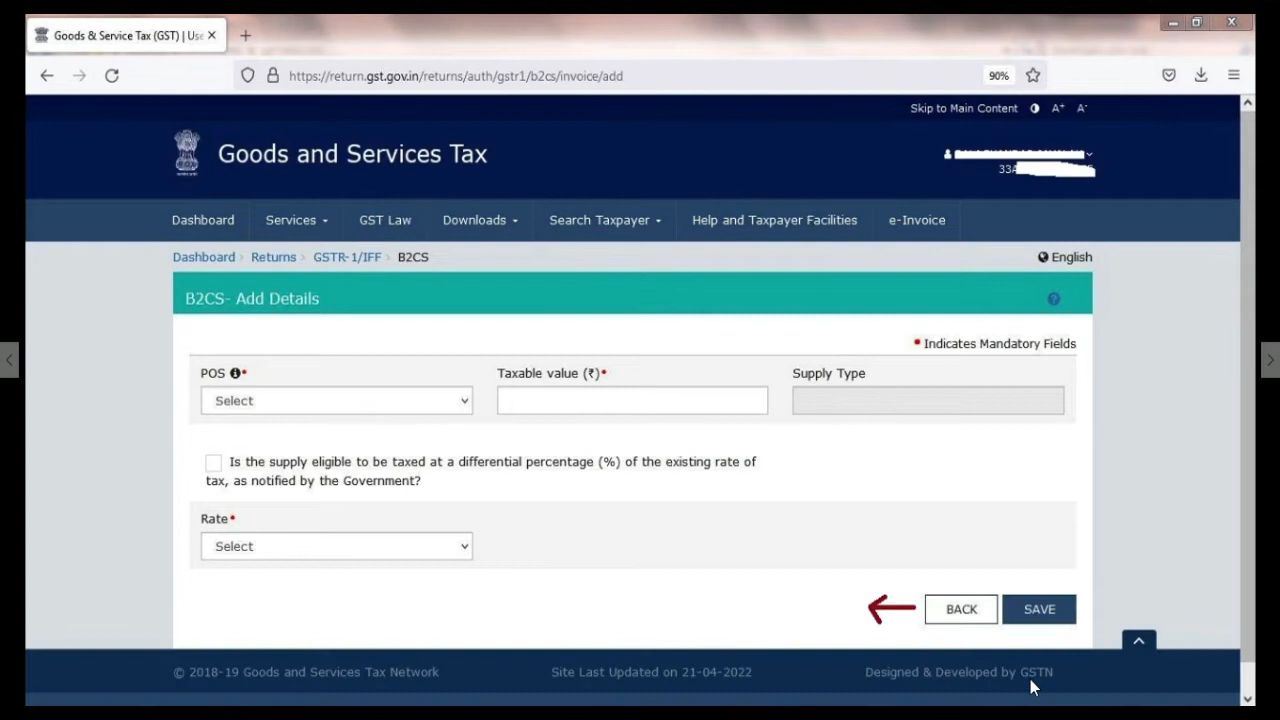 Goods & Service Tax (GST) | Use
https://return.gst.gov.in/returns/auth/gstr1/b2cs/invoice/add
90%
Skip to Main Content A+ A-
Goods and Services Tax
33A
Dashboard Services GST Law Downloads Search Taxpayer Help and Taxpayer Facilities e-Invoice
Dashboard Returns GSTR-1/IFF B2CS English
B2CS- Add Details
• Indicates Mandatory Fields
POS • Taxable value (₹)• Supply Type
Select
Is the supply eligible to be taxed at a differential percentage (%) of the existing rate of
tax, as notified by the Government?
Rate•
Select
BACK SAVE
© 2018-19 Goods and Services Tax Network Site Last Updated on 21-04-2022 Designed & Developed by GSTN